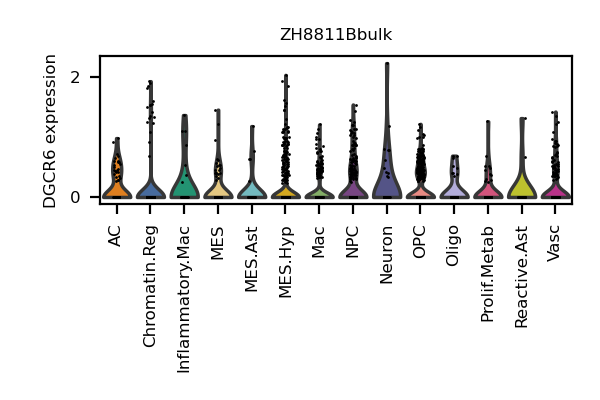 ZH8811Bbulk
DGCR6 expression
2
0
AC
Chromatin.Reg
Inflammatory.Mac
MES
MES.Ast
MES.Hyp
Mac
NPC
Neuron
OPC
Oligo
Prolif.Metab
Reactive.Ast
Vasc